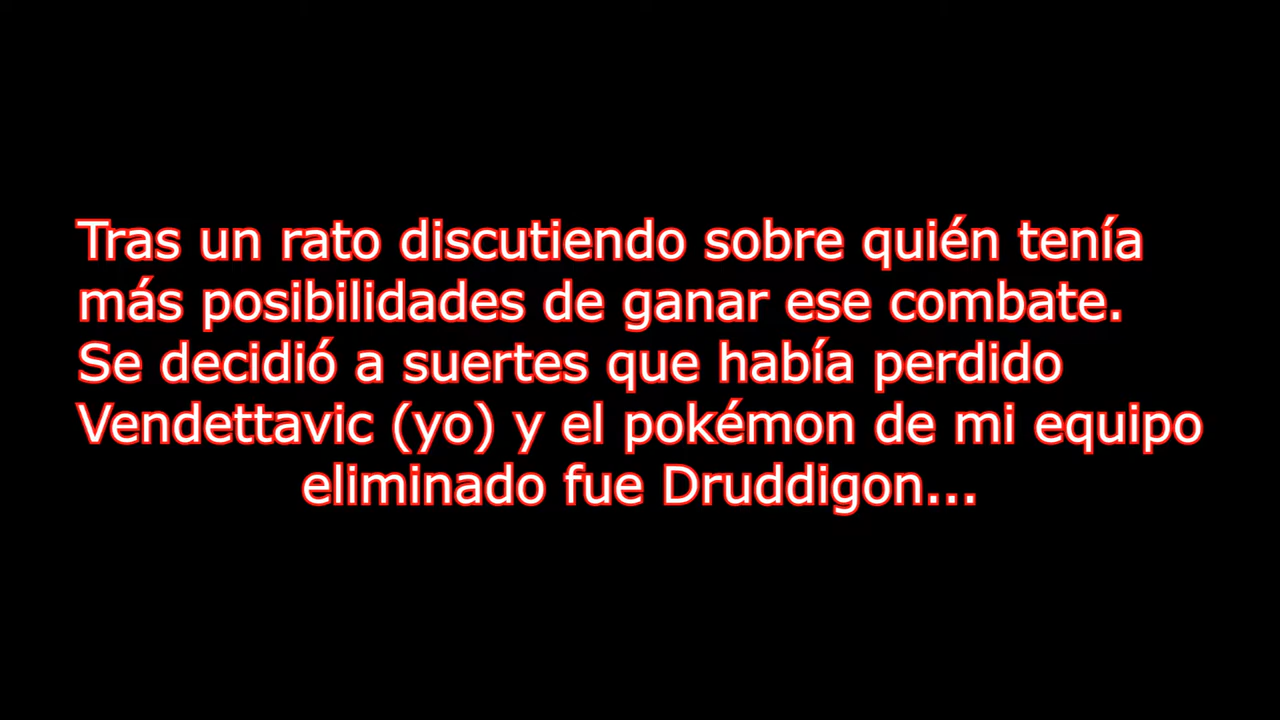 Tras un rato discutiendo sobre quién tenía
más posibilidades de ganar ese combate.
Se decidió a suertes que había perdido
Vendettavic (yo) y el pokémon de mi equipo
eliminado fue Druddigon...